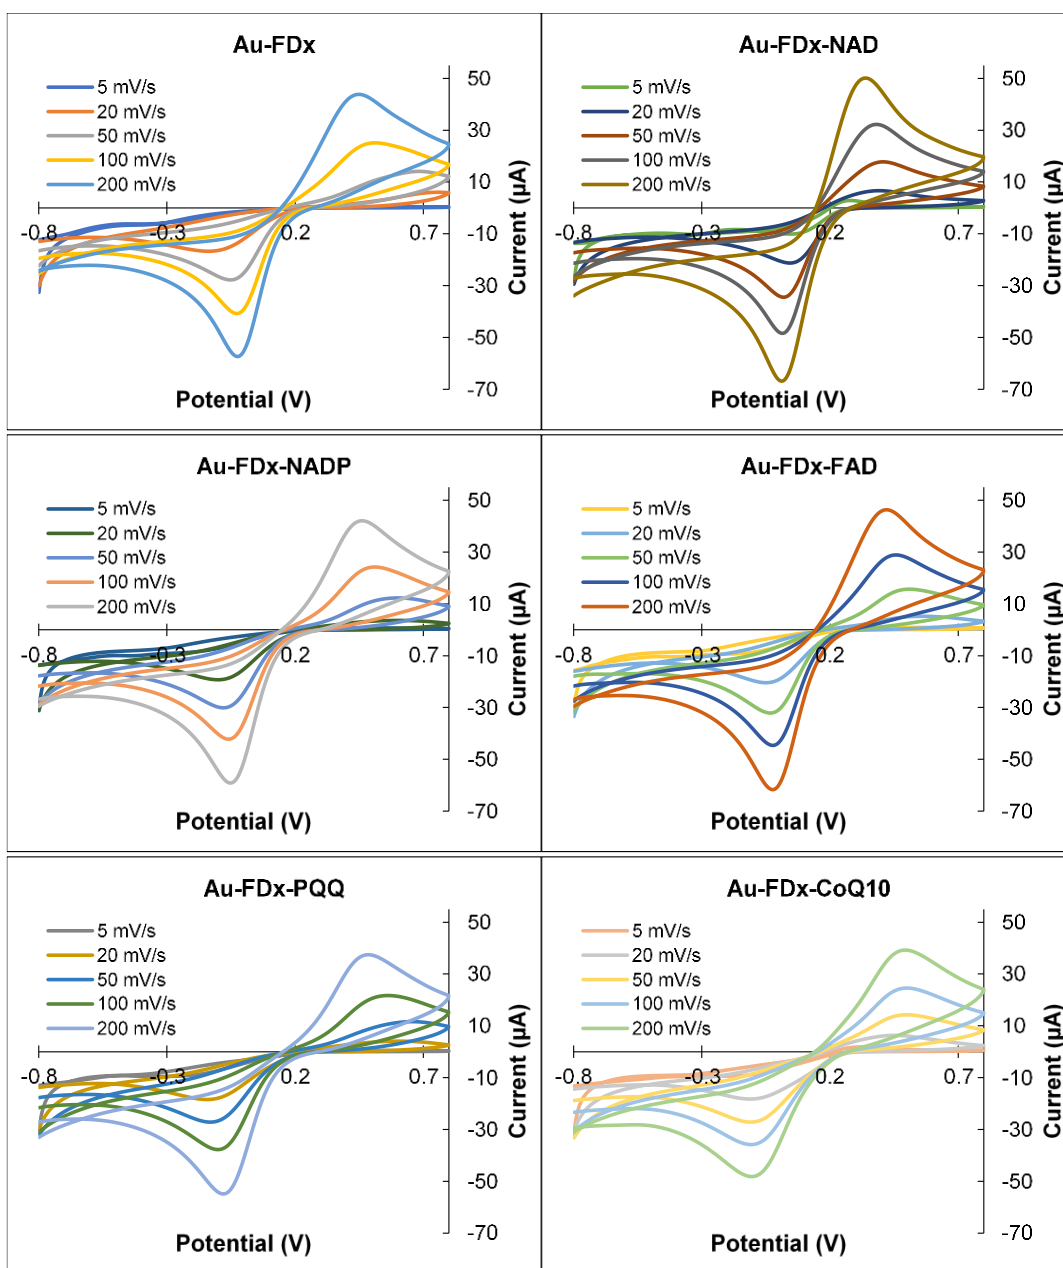 Au-FDx
5 mV/s
20 mV/s
50 mV/s
100 mV/s
200 mV/s
50
30
10
-10
-30
-50
-70
-0.8
-0.3
0.2
0.7
Current (µA)
Potential (V)
Au-FDx-NAD
5 mV/s
20 mV/s
50 mV/s
100 mV/s
200 mV/s
50
30
10
-10
-30
-50
-70
-0.8
-0.3
0.2
0.7
Current (µA)
Potential (V)
Au-FDx-NADP
5 mV/s
20 mV/s
50 mV/s
100 mV/s
200 mV/s
50
30
10
-10
-30
-50
-70
-0.8
-0.3
0.2
0.7
Current (µA)
Potential (V)
Au-FDx-FAD
5 mV/s
20 mV/s
50 mV/s
100 mV/s
200 mV/s
50
30
10
-10
-30
-50
-70
-0.8
-0.3
0.2
0.7
Current (µA)
Potential (V)
Au-FDx-PQQ
5 mV/s
20 mV/s
50 mV/s
100 mV/s
200 mV/s
50
30
10
-10
-30
-50
-70
-0.8
-0.3
0.2
0.7
Current (µA)
Potential (V)
Au-FDx-CoQ10
5 mV/s
20 mV/s
50 mV/s
100 mV/s
200 mV/s
50
30
10
-10
-30
-50
-70
-0.8
-0.3
0.2
0.7
Current (µA)
Potential (V)